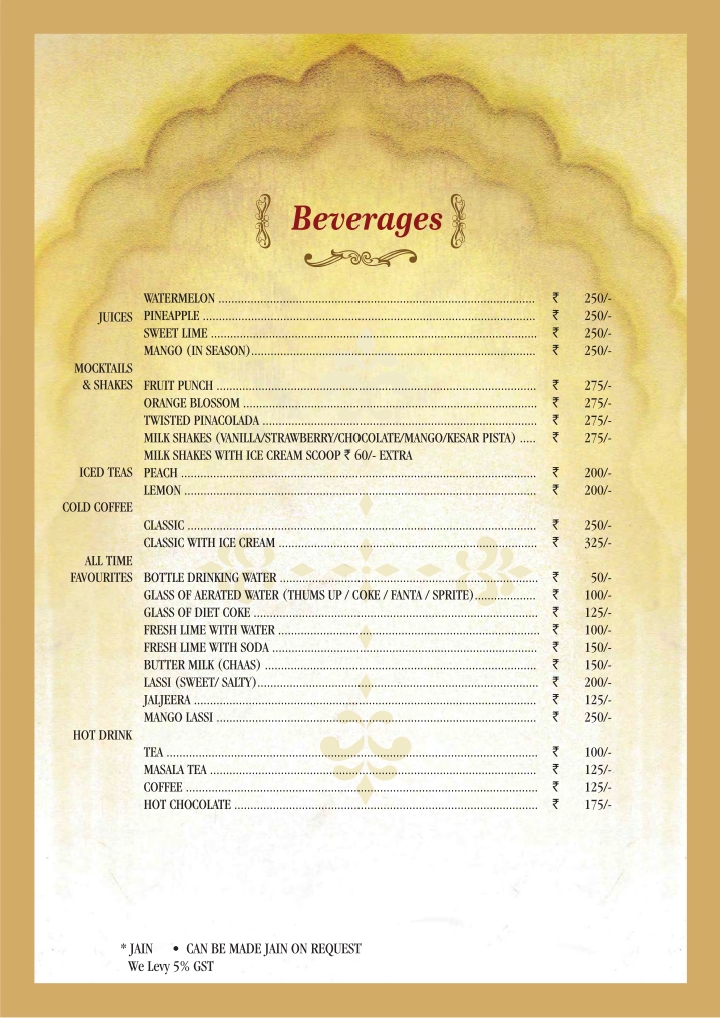 Beverages
WATERMELON ₹ 250/-
JUICES PINEAPPLE ₹ 250/-
SWEET LIME ₹ 250/-
MANGO (IN SEASON) ₹ 250/-
MOCKTAILS
& SHAKES FRUIT PUNCH ₹ 275/-
ORANGE BLOSSOM ₹ 275/-
TWISTED PINACOLADA ₹ 275/-
MILK SHAKES (VANILLA/STRAWBERRY/CHOCOLATE/MANGO/KESAR PISTA) ₹ 275/-
MILK SHAKES WITH ICE CREAM SCOOP ₹ 60/- EXTRA
ICED TEAS PEACH ₹ 200/-
LEMON ₹ 200/-
COLD COFFEE
CLASSIC ₹ 250/-
CLASSIC WITH ICE CREAM ₹ 325/-
ALL TIME
FAVOURITES BOTTLE DRINKING WATER ₹ 50/-
GLASS OF AERATED WATER (THUMS UP / COKE / FANTA / SPRITE) ₹ 100/-
GLASS OF DIET COKE ₹ 125/-
FRESH LIME WITH WATER ₹ 100/-
FRESH LIME WITH SODA ₹ 150/-
BUTTER MILK (CHAAS) ₹ 150/-
LASSI (SWEET/ SALTY) ₹ 200/-
JALJEERA ₹ 125/-
MANGO LASSI ₹ 250/-
HOT DRINK
TEA ₹ 100/-
MASALA TEA ₹ 125/-
COFFEE ₹ 125/-
HOT CHOCOLATE ₹ 175/-
* JAIN • CAN BE MADE JAIN ON REQUEST
We Levy 5% GST